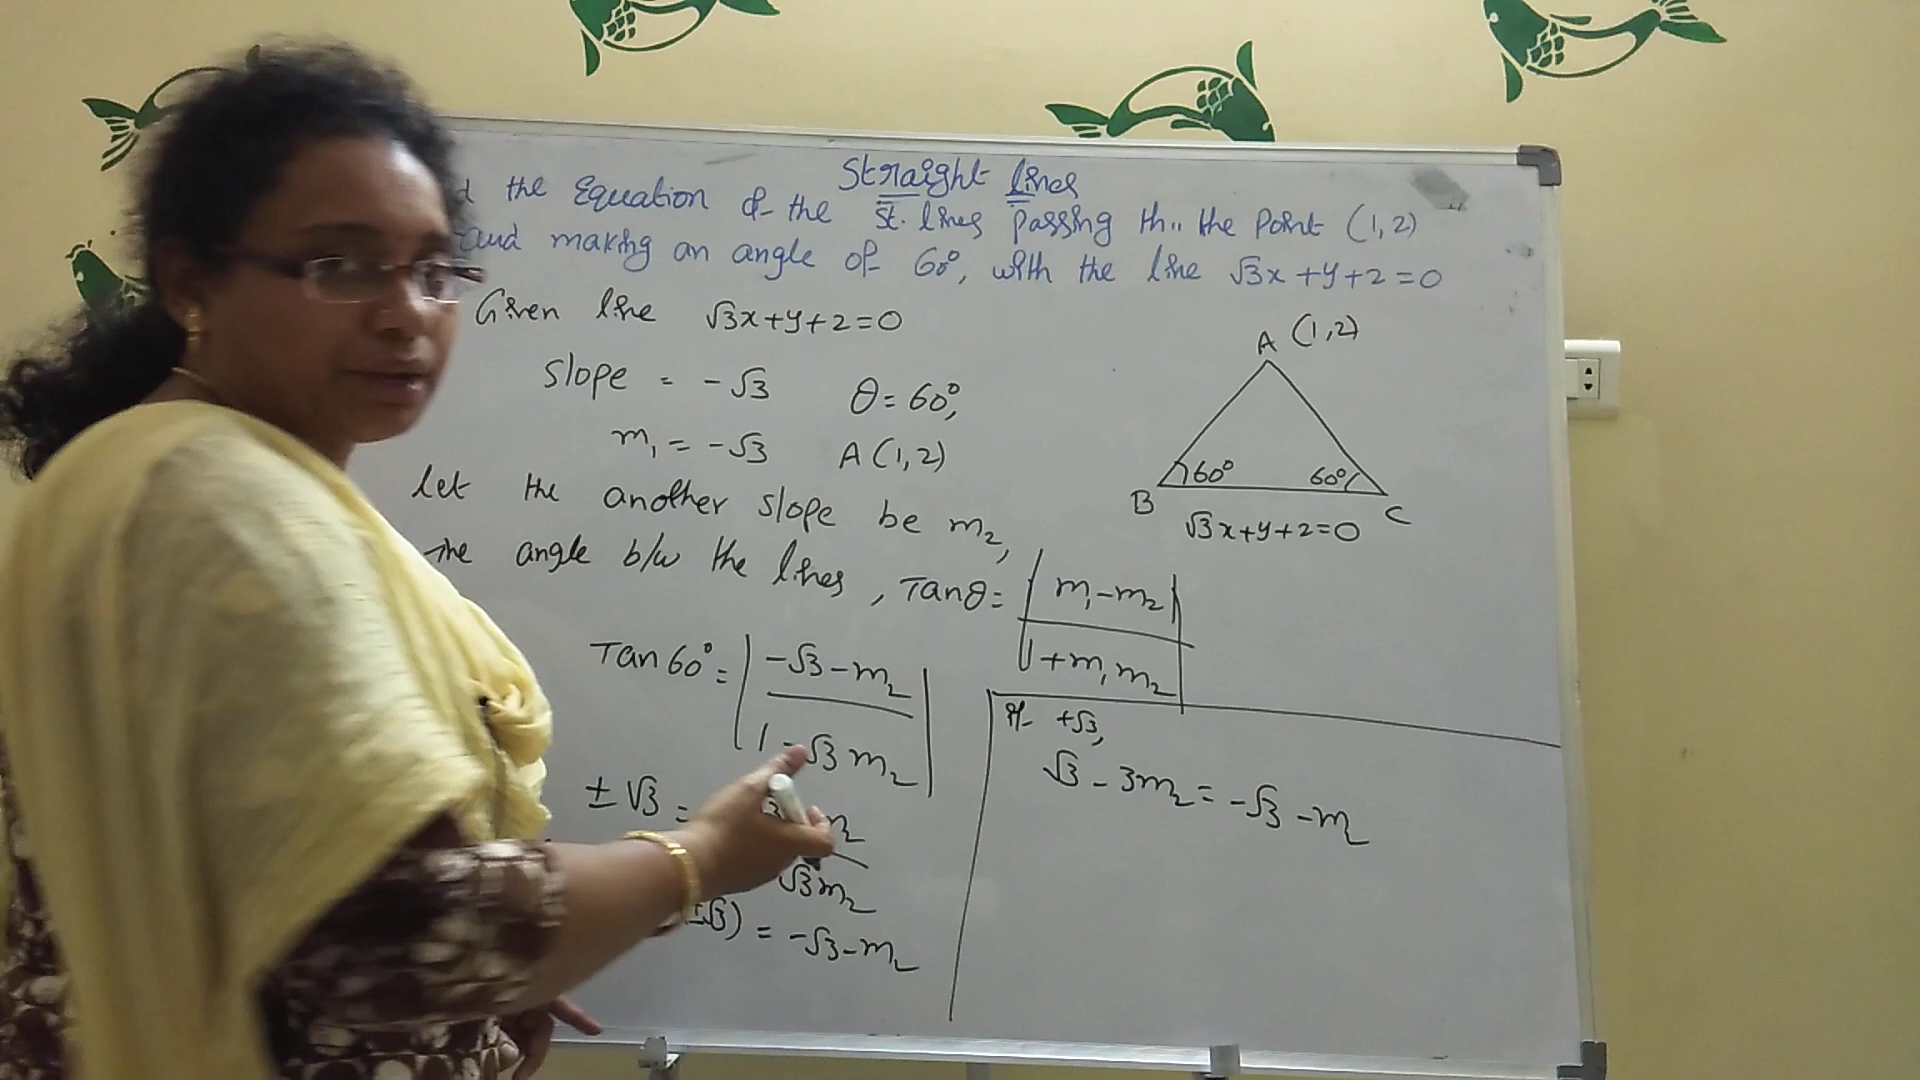 Straight lines
the Equation of the st. lines passing th.. the point (1,2)
and making an angle of 60°, with the line √3x+y+2=0
Given line √3x+y+2=0
slope = -√3 θ=60°,
m₁ = -√3 A(1,2)
A (1,2)
60° 60°
B C
√3x+y+2=0
let the another slope be m₂,
The angle b/w the lines, Tanθ= |m₁-m₂|
|1+m₁m₂|
Tan60°= |-√3-m₂|
|1-√3m₂|
±√3 =
√3m₂
±√3) = -√3-m₂
If +√3,
√3-3m₂=-√3-m₂